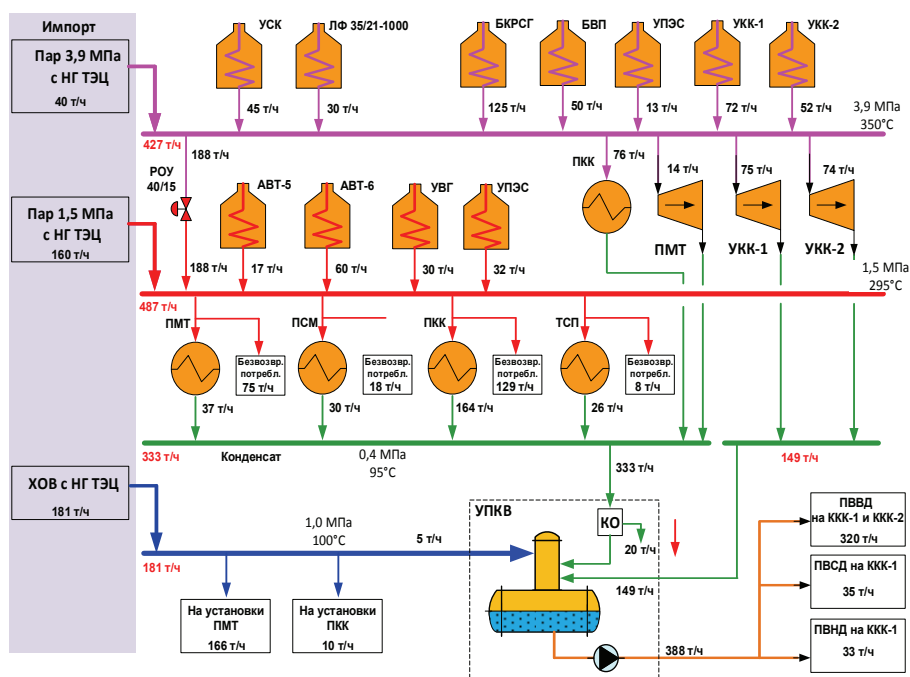 Импорт
Пар 3,9 МПа
с НГ ТЭЦ
40 т/ч
УСК
ЛФ 35/21-1000
БКРСГ
БВП
УПЭС
УКК-1
УКК-2
45 т/ч
30 т/ч
125 т/ч
50 т/ч
13 т/ч
72 т/ч
52 т/ч
3,9 МПа
350°С
427 т/ч
188 т/ч
РОУ
40/15
ПКК
76 т/ч
14 т/ч
75 т/ч
74 т/ч
Пар 1,5 МПа
с НГ ТЭЦ
160 т/ч
АВТ-5
АВТ-6
УВГ
УПЭС
ПМТ
УКК-1
УКК-2
188 т/ч
17 т/ч
60 т/ч
30 т/ч
32 т/ч
1,5 МПа
295°С
487 т/ч
ПМТ
ПСМ
ПКК
ТСП
Безвозвр.
потребл.
75 т/ч
Безвозвр.
потребл.
18 т/ч
Безвозвр.
потребл.
129 т/ч
Безвозвр.
потребл.
8 т/ч
37 т/ч
30 т/ч
164 т/ч
26 т/ч
333 т/ч
Конденсат
0,4 МПа
95°С
149 т/ч
333 т/ч
ХОВ с НГ ТЭЦ
181 т/ч
УПКВ
КО
20 т/ч
1,0 МПа
100°С
5 т/ч
181 т/ч
149 т/ч
На установки
ПМТ
166 т/ч
На установки
ПКК
10 т/ч
388 т/ч
ПВВД
на ККК-1 и ККК-2
320 т/ч
ПВСД на ККК-1
35 т/ч
ПВНД на ККК-1
33 т/ч